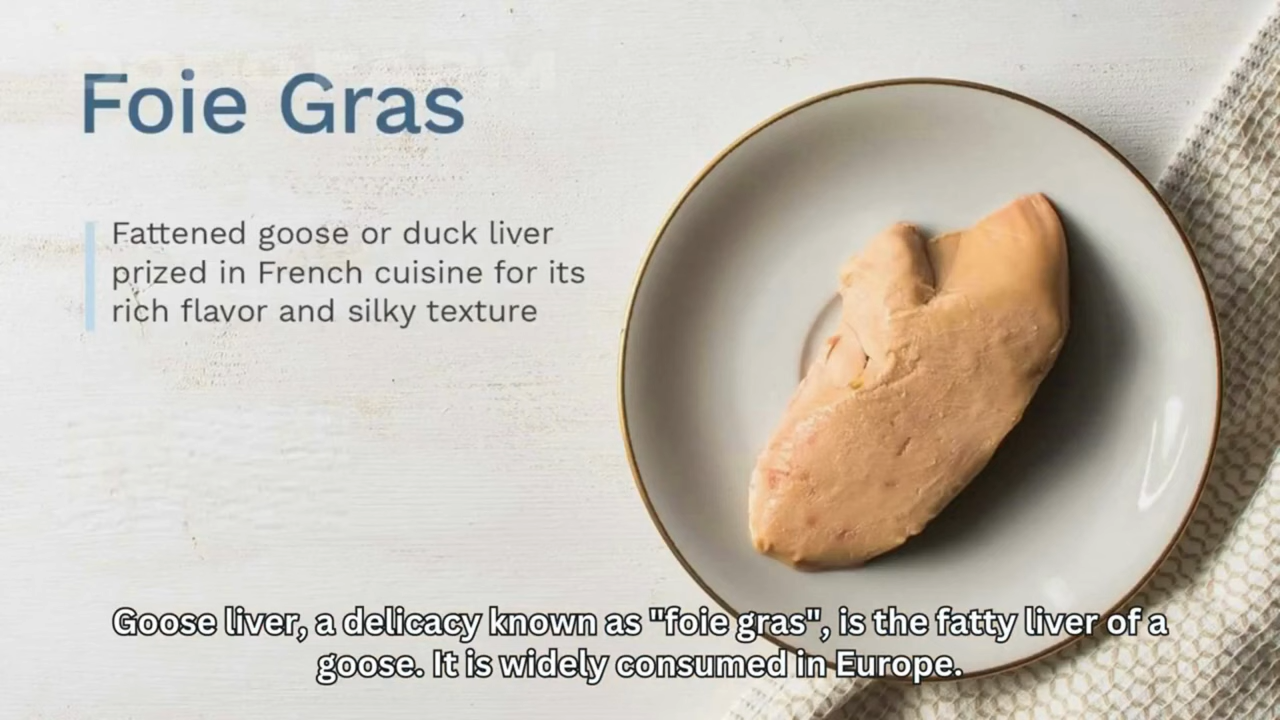 Foie Gras
Fattened goose or duck liver
prized in French cuisine for its
rich flavor and silky texture
Goose liver, a delicacy known as "foie gras", is the fatty liver of a
goose. It is widely consumed in Europe.